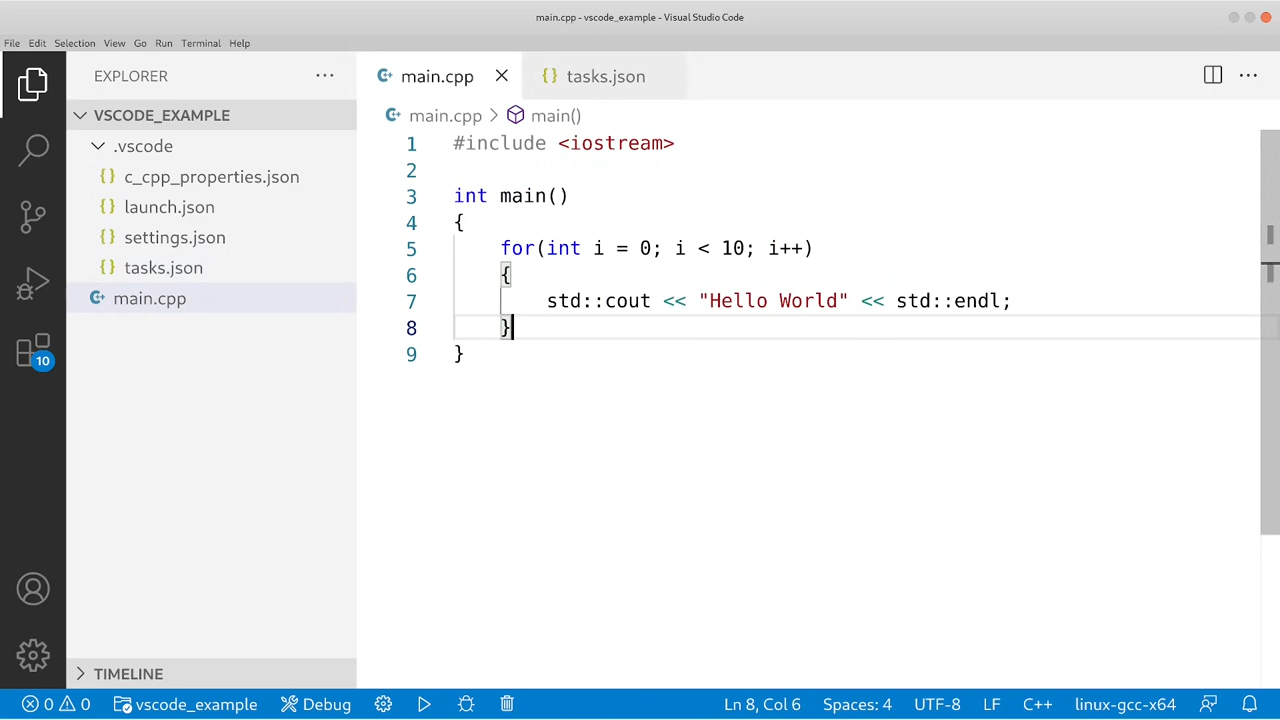 main.cpp - vscode_example - Visual Studio Code
File Edit Selection View Go Run Terminal Help
EXPLORER
VSCODE_EXAMPLE
.vscode
c_cpp_properties.json
launch.json
settings.json
tasks.json
main.cpp
10
TIMELINE
main.cpp tasks.json
main.cpp > main()
1 #include <iostream>
2
3 int main()
4 {
5 for(int i = 0; i < 10; i++)
6 {
7 std::cout << "Hello World" << std::endl;
8 }
9 }
0 0 vscode_example Debug Ln 8, Col 6 Spaces: 4 UTF-8 LF C++ linux-gcc-x64